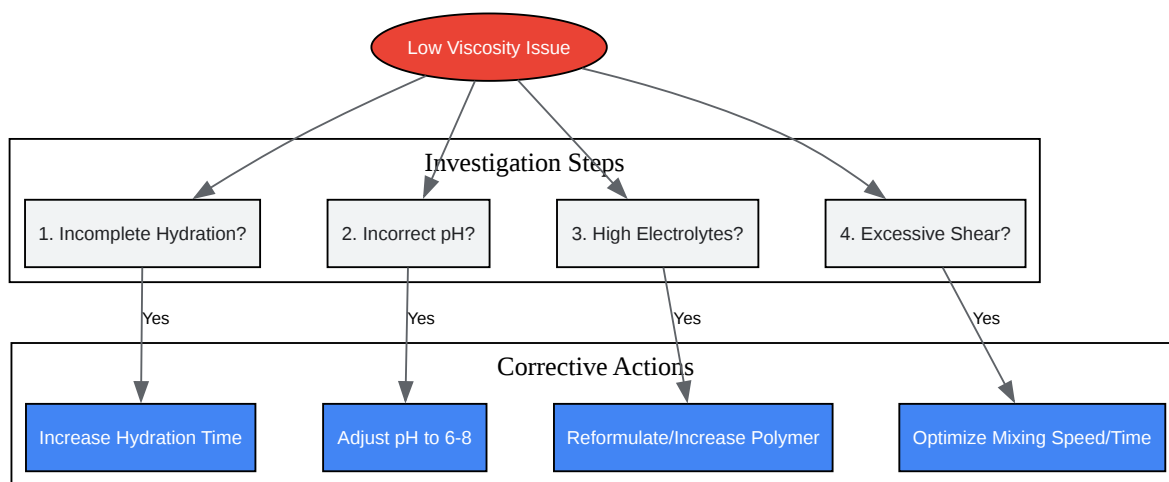 Low Viscosity Issue
Investigation Steps
1. Incomplete Hydration?
2. Incorrect pH?
3. High Electrolytes?
4. Excessive Shear?
Yes
Yes
Yes
Yes
Corrective Actions
Increase Hydration Time
Adjust pH to 6-8
Reformulate/Increase Polymer
Optimize Mixing Speed/Time